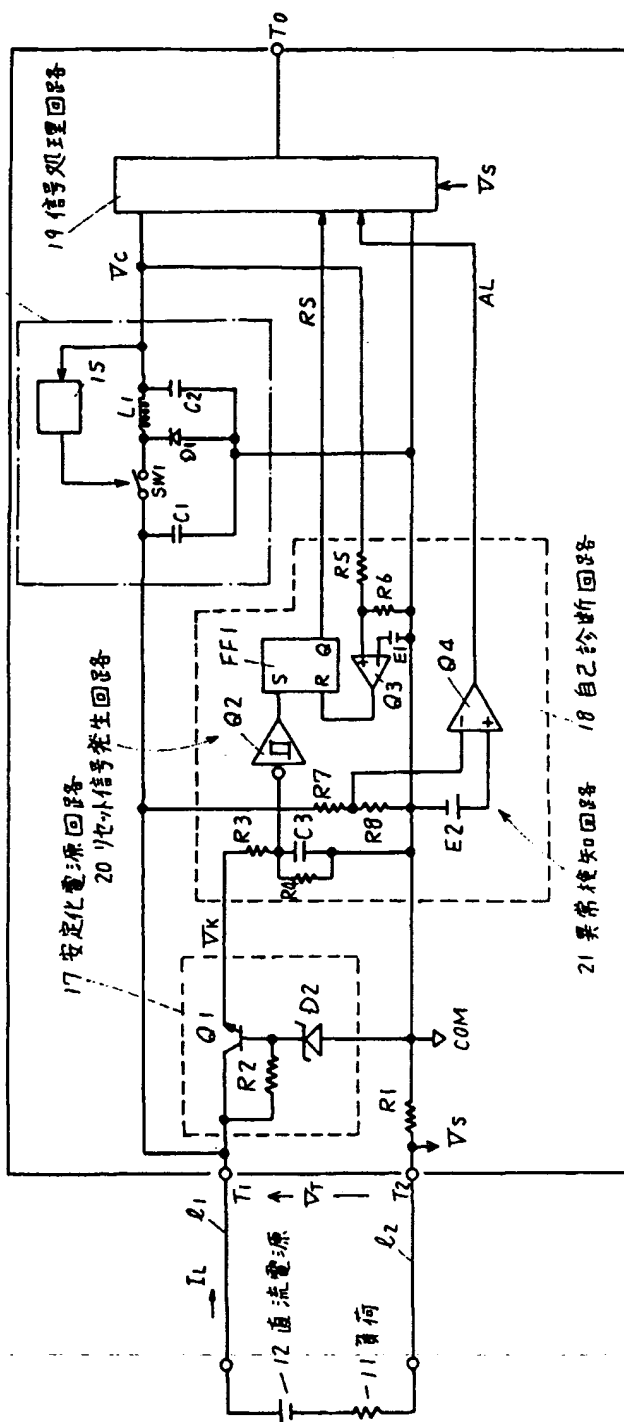 T0
19 信号処理回路
VS
VC
RS
AL
15
L1
SW1
D1
C2
C1
R5
R6
E1
Q3
FF1
S
Q
R
Q2
Q4
-
+
18 自己診断回路
20 リセット信号発生回路
R3
R4
C3
R7
R8
E2
21 異常検知回路
17 安定化電源回路
VK
Q1
R2
D2
COM
R1
VS
T1
VT
T2
l1
l2
IL
12 直流電源
11 負荷